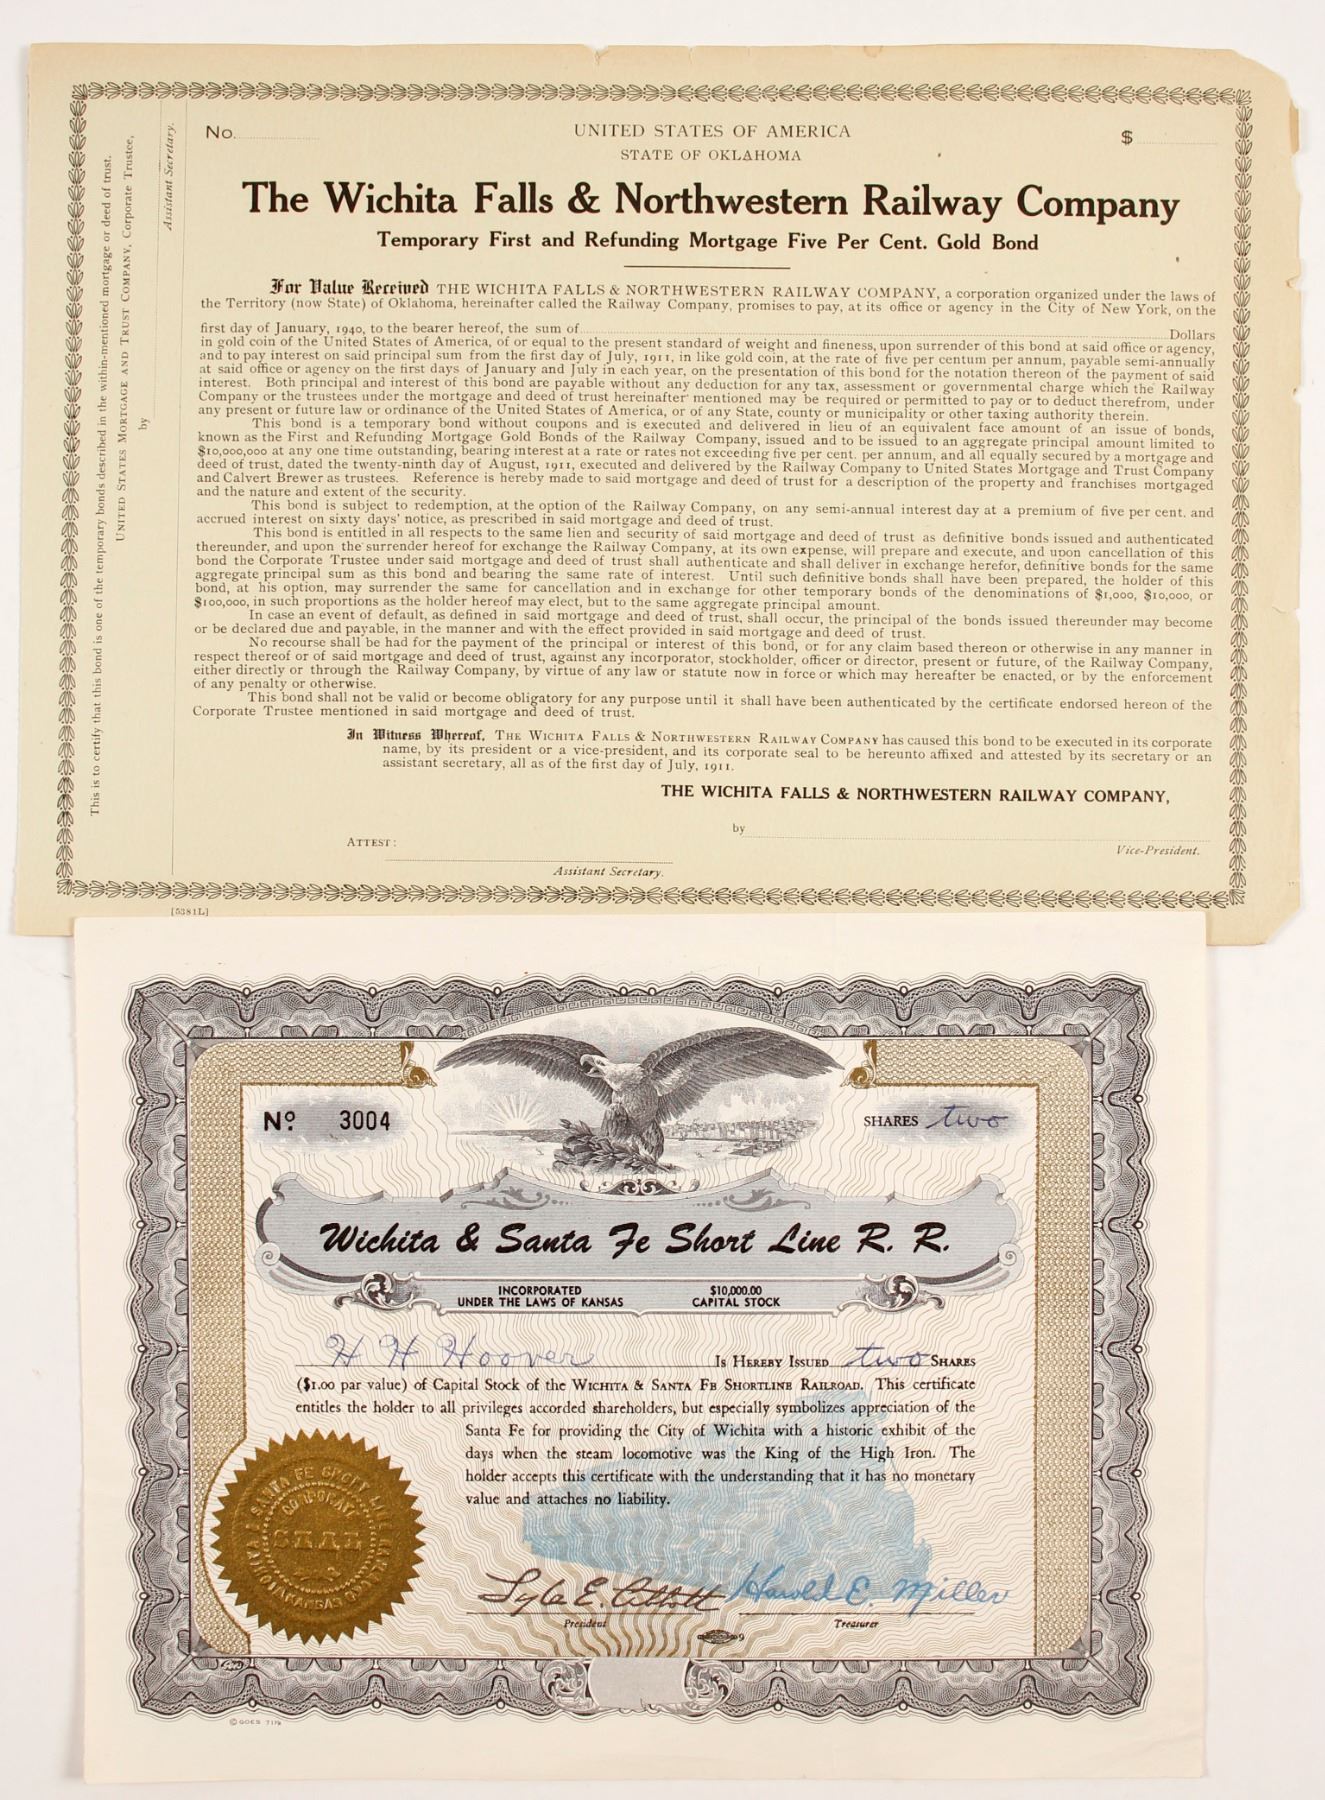 No.
UNITED STATES OF AMERICA
$
STATE OF OKLAHOMA
The Wichita Falls & Northwestern Railway Company
Temporary First and Refunding Mortgage Five Per Cent. Gold Bond
For Value Received THE WICHITA FALLS & NORTHWESTERN RAILWAY COMPANY, a corporation organized under the laws of
the Territory (now State) of Oklahoma, hereinafter called the Railway Company, promises to pay, at its office or agency in the City of New York, on the
first day of January, 1940, to the bearer hereof, the sum of Dollars
in gold coin of the United States of America, of or equal to the present standard of weight and fineness, upon surrender of this bond at said office or agency,
and to pay interest on said principal sum from the first day of July, 1911, in like gold coin, at the rate of five per centum per annum, payable semi-annually
at said office or agency on the first days of January and July in each year, on the presentation of this bond for the notation thereon of the payment of said
interest. Both principal and interest of this bond are payable without any deduction for any tax, assessment or governmental charge which the Railway
Company or the trustees under the mortgage and deed of trust hereinafter mentioned may be required or permitted to pay or to deduct therefrom, under
any present or future law or ordinance of the United States of America, or of any State, county or municipality or other taxing authority therein.
This bond is a temporary bond without coupons and is executed and delivered in lieu of an equivalent face amount of an issue of bonds,
known as the First and Refunding Mortgage Gold Bonds of the Railway Company, issued and to be issued to an aggregate principal amount limited to
$10,000,000 at any one time outstanding, bearing interest at a rate or rates not exceeding five per cent. per annum, and all equally secured by a mortgage and
deed of trust, dated the twenty-ninth day of August, 1911, executed and delivered by the Railway Company to United States Mortgage and Trust Company
and Calvert Brewer as trustees. Reference is hereby made to said mortgage and deed of trust for a description of the property and franchises mortgaged
and the nature and extent of the security.
This bond is subject to redemption, at the option of the Railway Company, on any semi-annual interest day at a premium of five per cent. and
accrued interest on sixty days' notice, as prescribed in said mortgage and deed of trust.
This bond is entitled in all respects to the same lien and security of said mortgage and deed of trust as definitive bonds issued and authenticated
thereunder, and upon the surrender hereof for exchange the Railway Company, at its own expense, will prepare and execute, and upon cancellation of this
bond the Corporate Trustee under said mortgage and deed of trust shall authenticate and shall deliver in exchange herefor, definitive bonds for the same
aggregate principal sum as this bond and bearing the same rate of interest. Until such definitive bonds shall have been prepared, the holder of this
bond, at his option, may surrender the same for cancellation and in exchange for other temporary bonds of the denominations of $1,000, $10,000, or
$100,000, in such proportions as the holder hereof may elect, but to the same aggregate principal amount.
In case an event of default, as defined in said mortgage and deed of trust, shall occur, the principal of the bonds issued thereunder may become
or be declared due and payable, in the manner and with the effect provided in said mortgage and deed of trust.
No recourse shall be had for the payment of the principal or interest of this bond, or for any claim based thereon or otherwise in any manner in
respect thereof or of said mortgage and deed of trust, against any incorporator, stockholder, officer or director, present or future, of the Railway Company,
either directly or through the Railway Company, by virtue of any law or statute now in force or which may hereafter be enacted, or by the enforcement
of any penalty or otherwise.
This bond shall not be valid or become obligatory for any purpose until it shall have been authenticated by the certificate endorsed hereon of the
Corporate Trustee mentioned in said mortgage and deed of trust.
In Witness Whereof, THE WICHITA FALLS & NORTHWESTERN RAILWAY COMPANY has caused this bond to be executed in its corporate
name, by its president or a vice-president, and its corporate seal to be hereunto affixed and attested by its secretary or an
assistant secretary, all as of the first day of July, 1911.
THE WICHITA FALLS & NORTHWESTERN RAILWAY COMPANY,
by
Vice-President.
ATTEST:
Assistant Secretary.
[5381L]
This is to certify that this bond is one of the temporary bonds described in the within-mentioned mortgage or deed of trust.
UNITED STATES MORTGAGE AND TRUST COMPANY, Corporate Trustee,
by
Assistant Secretary.
No. 3004
SHARES two
Wichita & Santa Fe Short Line R. R.
INCORPORATED
UNDER THE LAWS OF KANSAS
$10,000.00
CAPITAL STOCK
H H Hoover IS HEREBY ISSUED two SHARES
($1.00 par value) of Capital Stock of the WICHITA & SANTA FE SHORTLINE RAILROAD. This certificate
entitles the holder to all privileges accorded shareholders, but especially symbolizes appreciation of the
Santa Fe for providing the City of Wichita with a historic exhibit of the
days when the steam locomotive was the King of the High Iron. The
holder accepts this certificate with the understanding that it has no monetary
value and attaches no liability.
CORPORATE
SEAL
KANSAS
Lyle E.
Harold E. Miller
President
Treasurer
9
Goes
© GOES 717